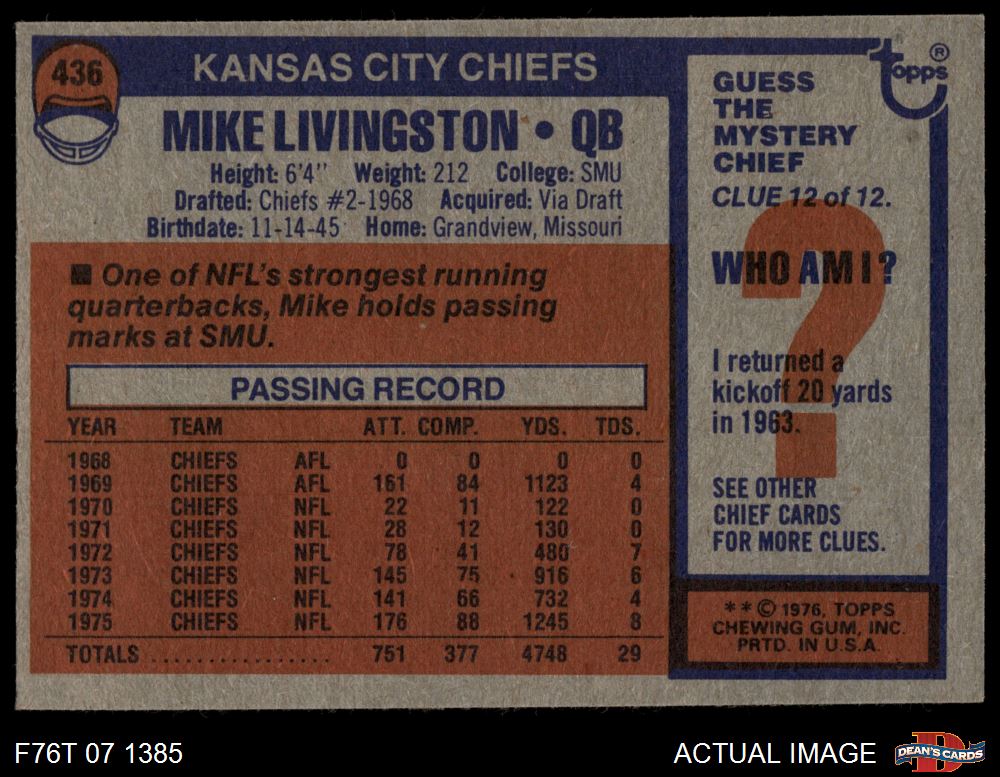 436
KANSAS CITY CHIEFS
MIKE LIVINGSTON • QB
Height: 6'4" Weight: 212 College: SMU
Drafted: Chiefs #2-1968 Acquired: Via Draft
Birthdate: 11-14-45 Home: Grandview, Missouri
■ One of NFL's strongest running
quarterbacks, Mike holds passing
marks at SMU.
PASSING RECORD
YEAR TEAM ATT. COMP. YDS. TDS.
1968 CHIEFS AFL 0 0 0 0
1969 CHIEFS AFL 161 84 1123 4
1970 CHIEFS NFL 22 11 122 0
1971 CHIEFS NFL 28 12 130 0
1972 CHIEFS NFL 78 41 480 7
1973 CHIEFS NFL 145 75 916 6
1974 CHIEFS NFL 141 66 732 4
1975 CHIEFS NFL 176 88 1245 8
TOTALS ................ 751 377 4748 29
topps ®
GUESS
THE
MYSTERY
CHIEF
CLUE 12 of 12.
?
WHO AM I?
I returned a
kickoff 20 yards
in 1963.
SEE OTHER
CHIEF CARDS
FOR MORE CLUES.
* * © 1976, TOPPS
CHEWING GUM, INC.
PRTD. IN U.S.A.
F76T 07 1385
ACTUAL IMAGE
D
DEAN'S CARDS